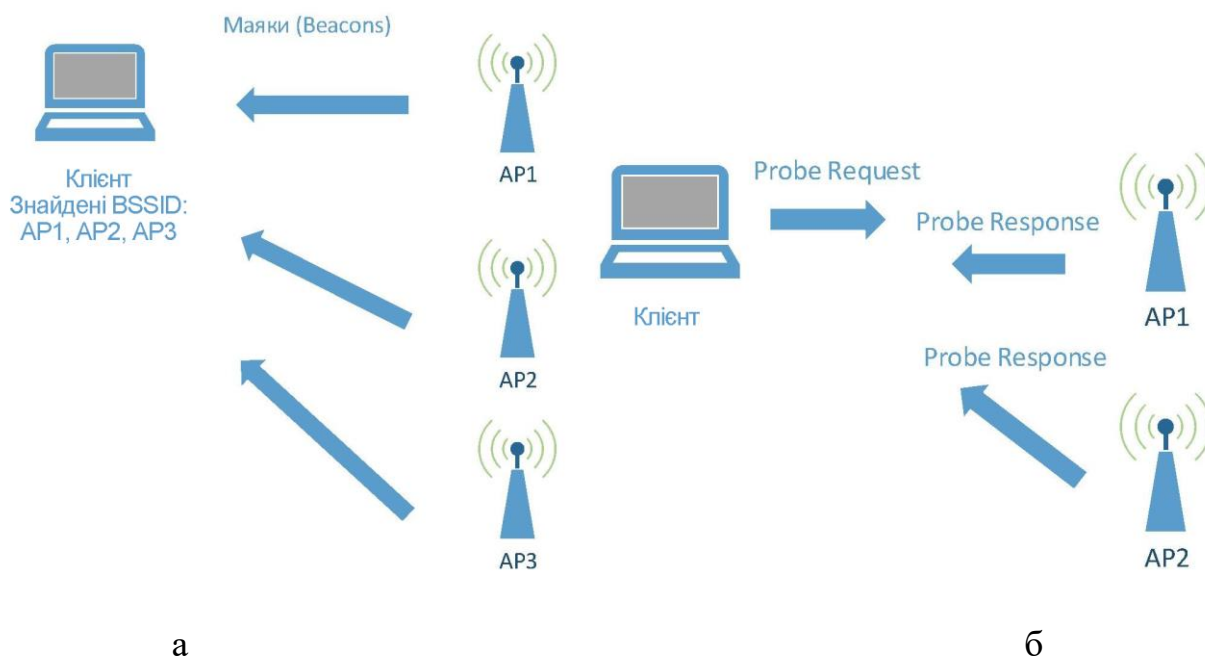 Маяки (Beacons)
AP1
Клієнт
Знайдені BSSID:
AP1, AP2, AP3
AP2
AP3
Probe Request
Probe Response
Клієнт
AP1
Probe Response
AP2
а
б